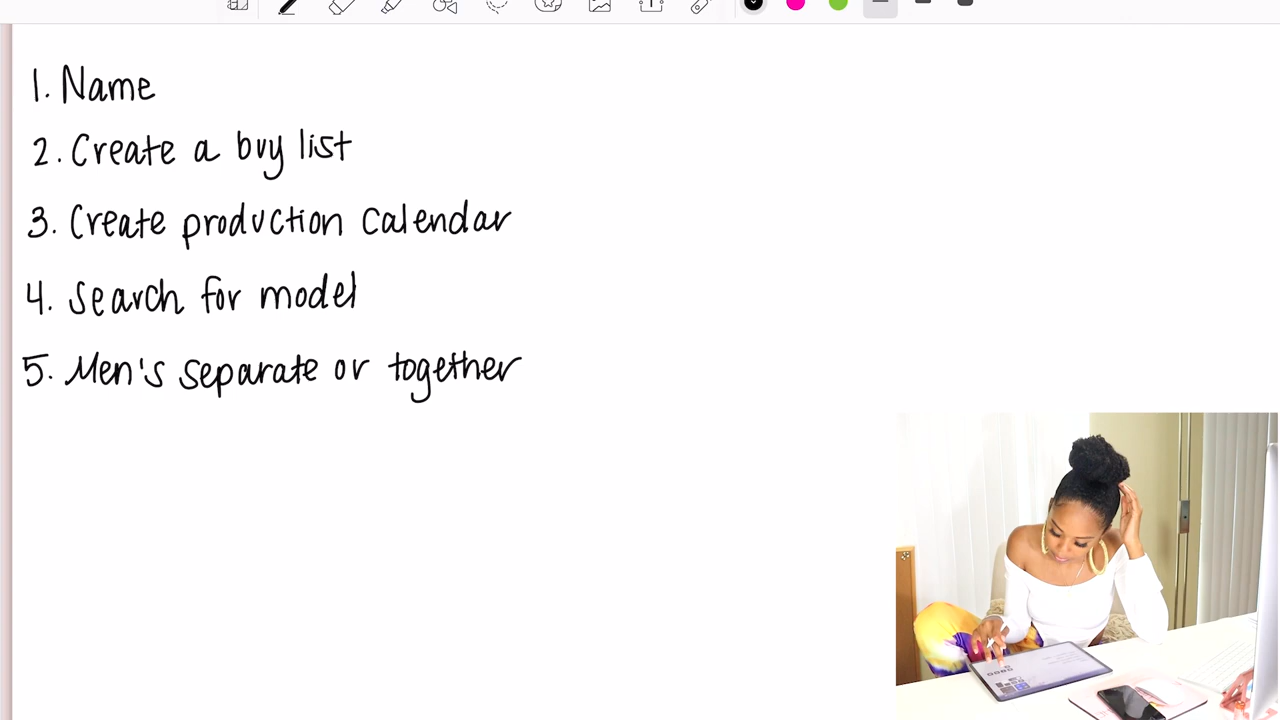 1. Name
2. Create a buy list
3. Create production calendar
4. Search for model
5. Men's separate or together